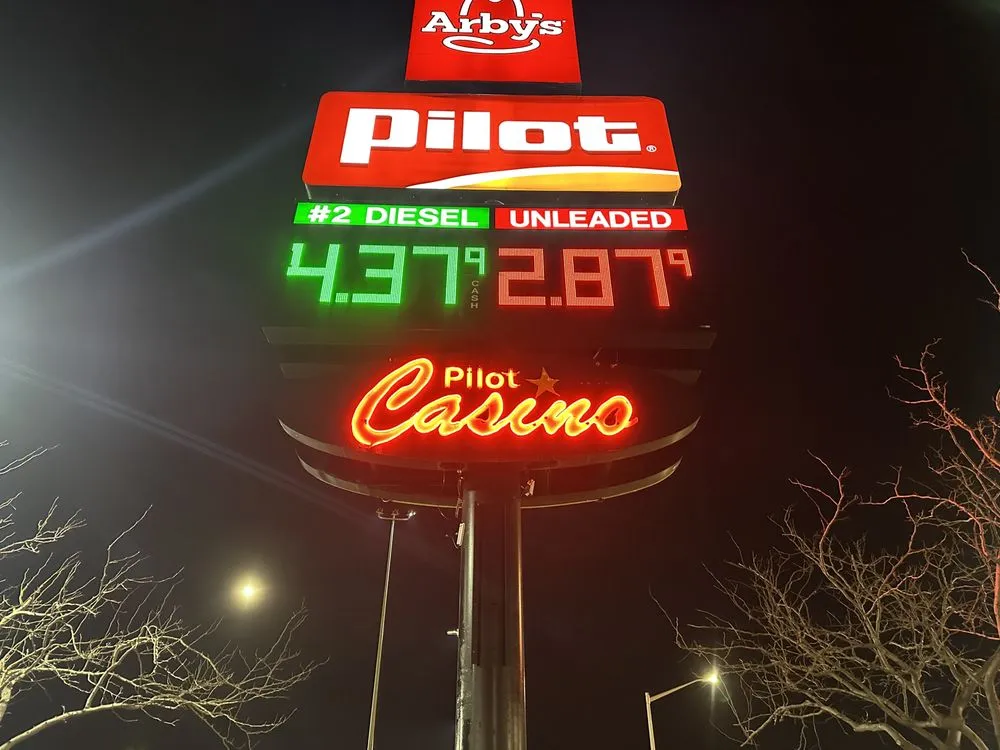 Arby's
Pilot®
#2 DIESEL UNLEADED
4.37⁹ CASH 2.87⁹
Pilot
Casino